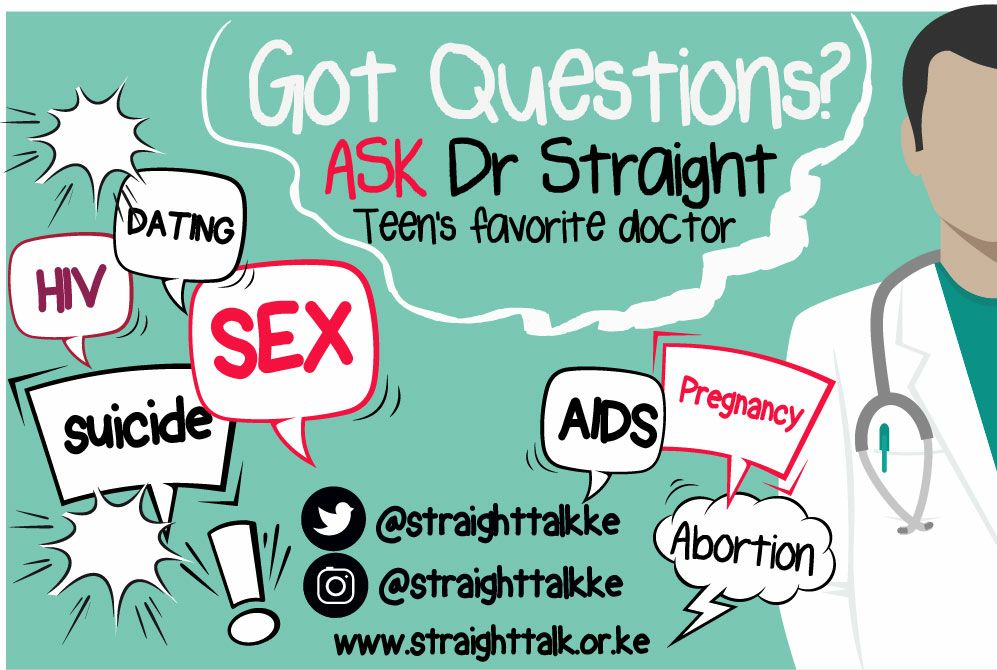 Got Questions?
ASK Dr Straight
Teen's favorite doctor
DATING
HIV
SEX
suicide
AIDS
Pregnancy
Abortion
@straighttalkke
@straighttalkke
www.straighttalk.or.ke